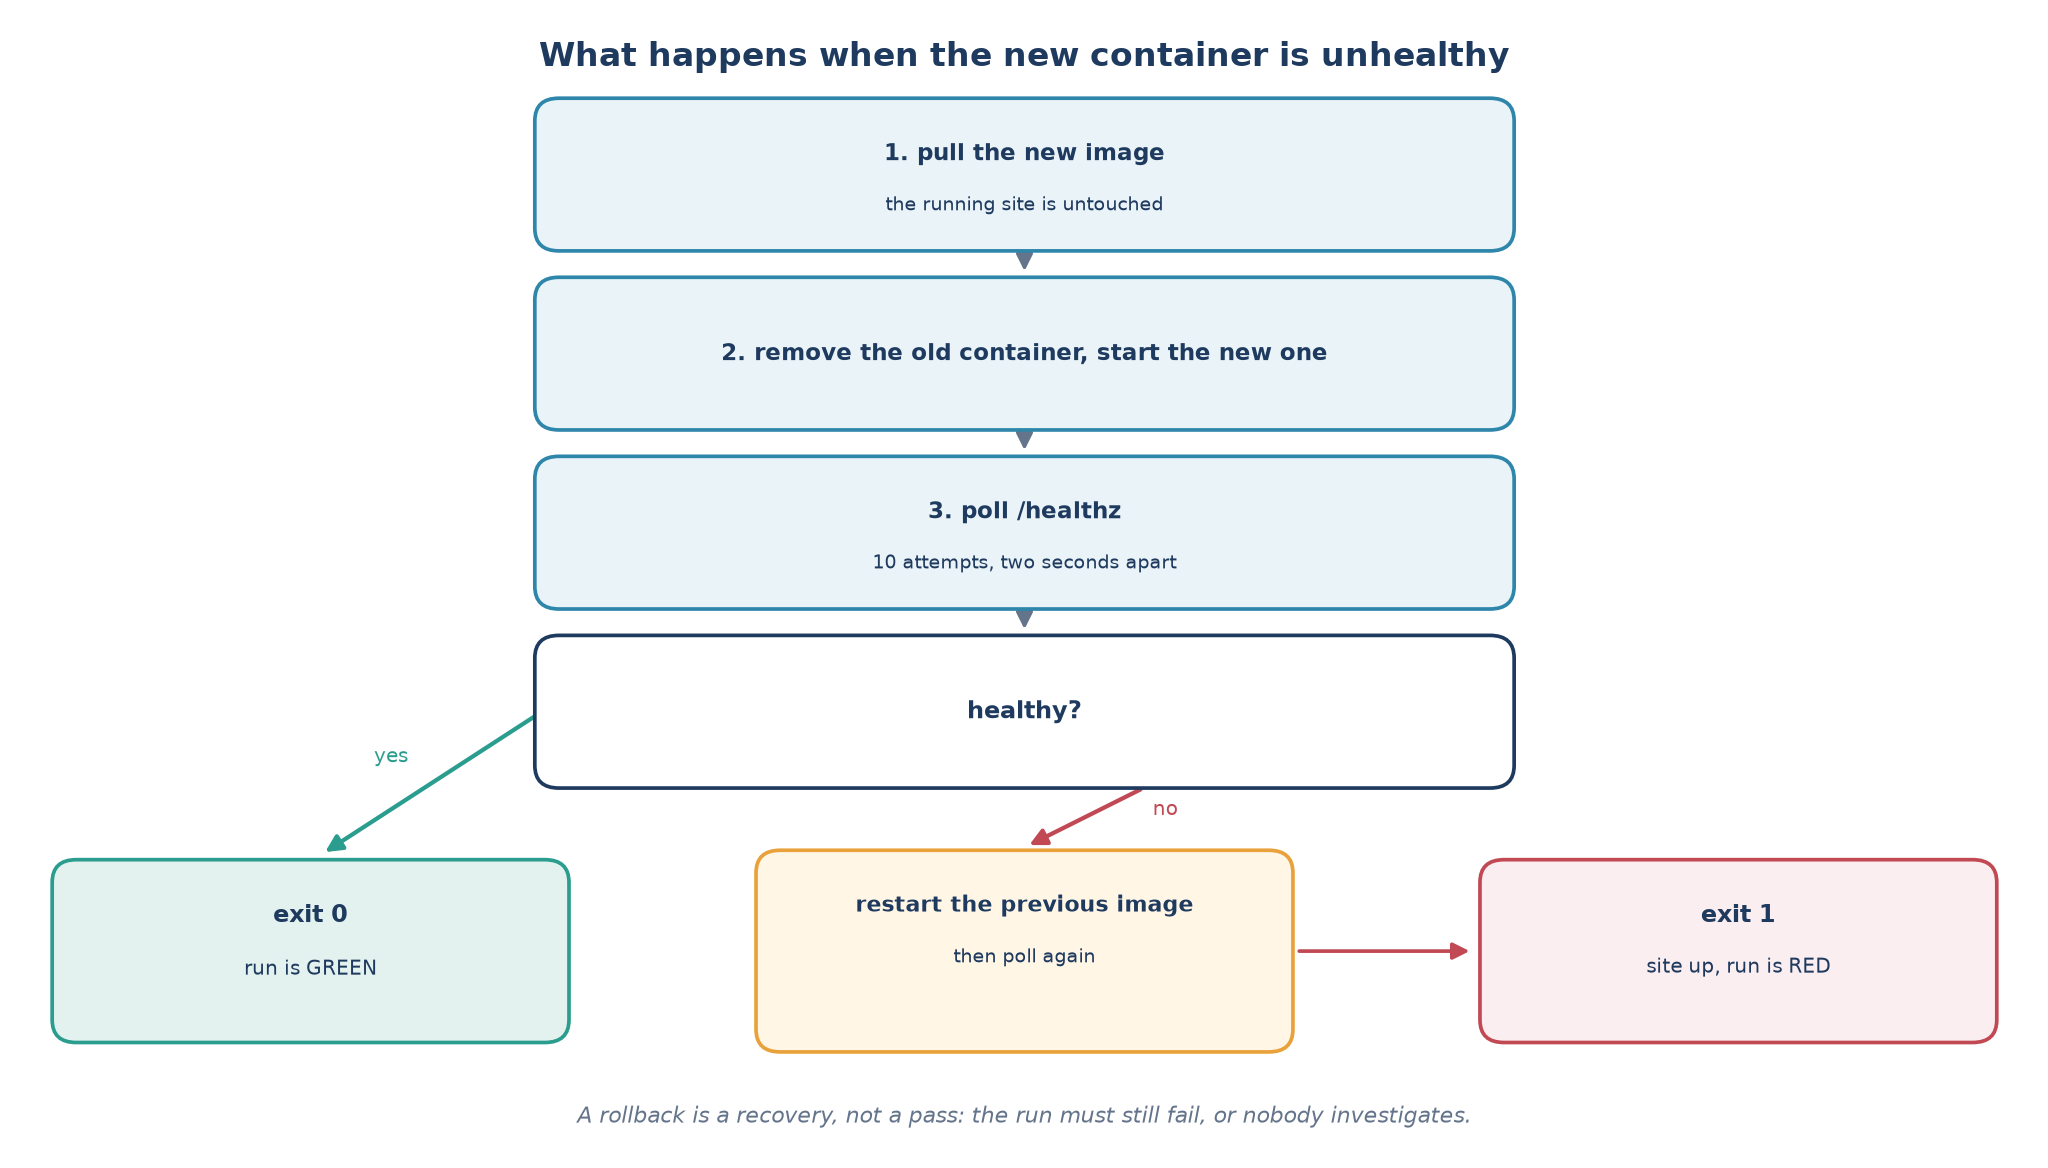 What happens when the new container is unhealthy
1. pull the new image
the running site is untouched
2. remove the old container, start the new one
3. poll /healthz
10 attempts, two seconds apart
healthy?
yes
no
exit 0
run is GREEN
restart the previous image
then poll again
exit 1
site up, run is RED
A rollback is a recovery, not a pass: the run must still fail, or nobody investigates.